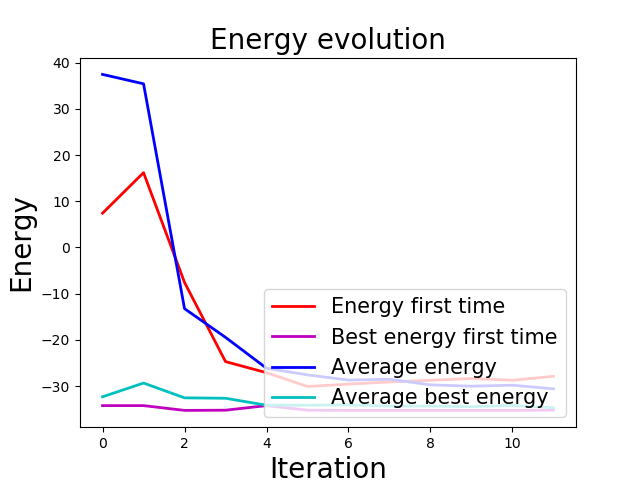 Energy evolution
40
30
20
10
0
−10
−20
−30
Energy
Energy first time
Best energy first time
Average energy
Average best energy
0 2 4 6 8 10
Iteration